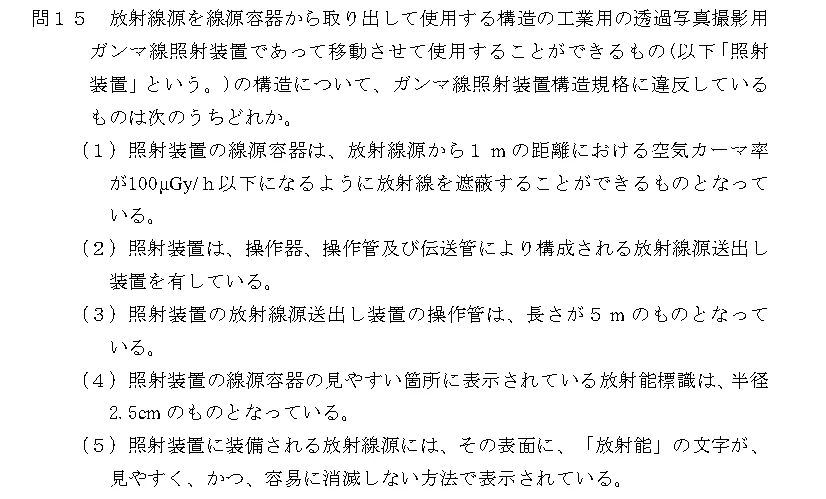 問１５　放射線源を線源容器から取り出して使用する構造の工業用の透過写真撮影用
ガンマ線照射装置であって移動させて使用することができるもの(以下「照射
装置」という。)の構造について、ガンマ線照射装置構造規格に違反している
ものは次のうちどれか。
（１）照射装置の線源容器は、放射線源から１ｍの距離における空気カーマ率
が100μGy/ｈ以下になるように放射線を遮蔽することができるものとなって
いる。
（２）照射装置は、操作器、操作管及び伝送管により構成される放射線源送出し
装置を有している。
（３）照射装置の放射線源送出し装置の操作管は、長さが５ｍのものとなって
いる。
（４）照射装置の線源容器の見やすい箇所に表示されている放射能標識は、半径
2.5cmのものとなっている。
（５）照射装置に装備される放射線源には、その表面に、「放射能」の文字が、
見やすく、かつ、容易に消滅しない方法で表示されている。